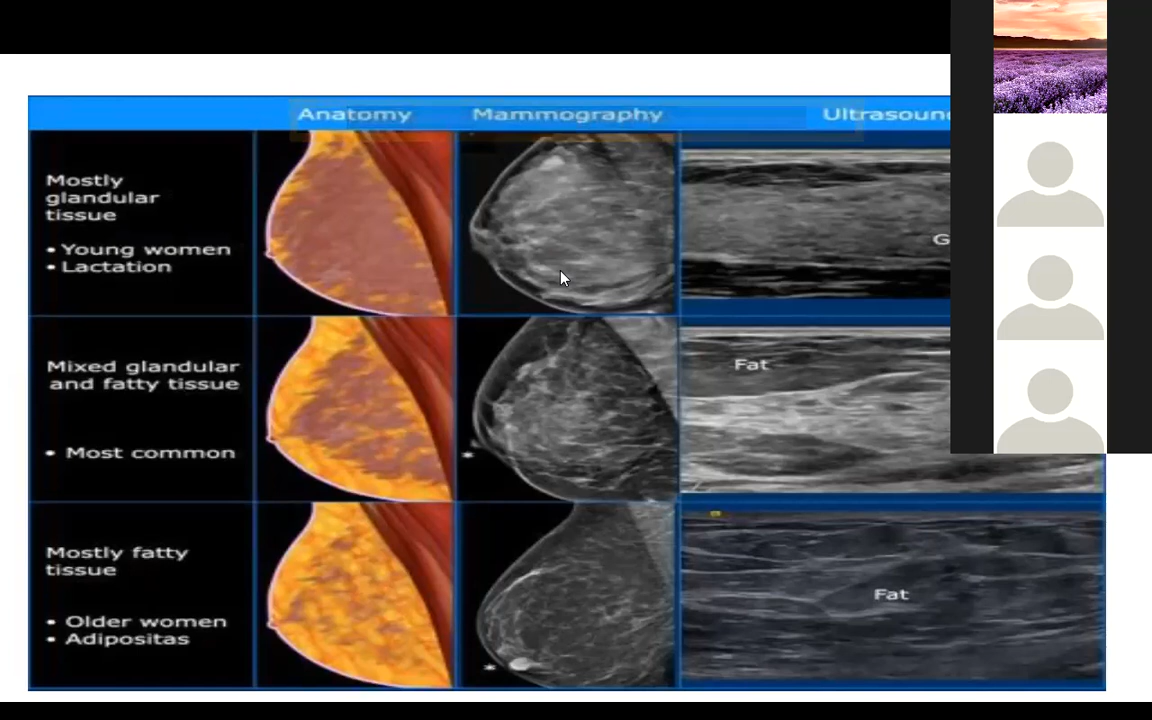 Anatomy Mammography
Mostly
glandular
tissue
• Young women
• Lactation
Mixed glandular
and fatty tissue
• Most common
Fat
*
Mostly fatty
tissue
• Older women
• Adipositas
Fat
*